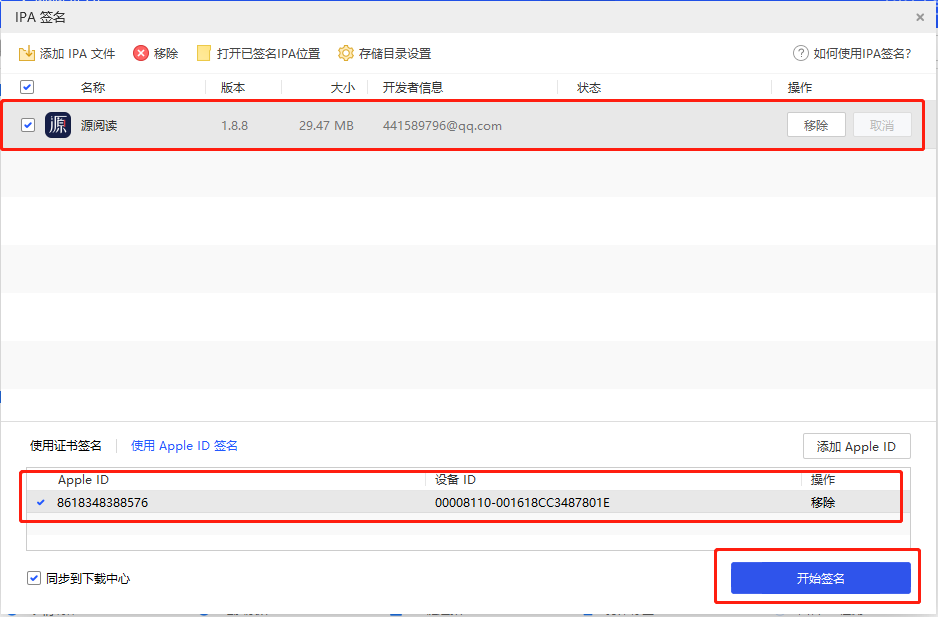 IPA 签名
添加 IPA 文件 移除 打开已签名IPA位置 存储目录设置 如何使用IPA签名?
名称 版本 大小 开发者信息 状态 操作
源 源阅读 1.8.8 29.47 MB 441589796@qq.com 移除 取消
使用证书签名 使用 Apple ID 签名 添加 Apple ID
Apple ID 设备 ID 操作
8618348388576 00008110-001618CC3487801E 移除
同步到下载中心 开始签名